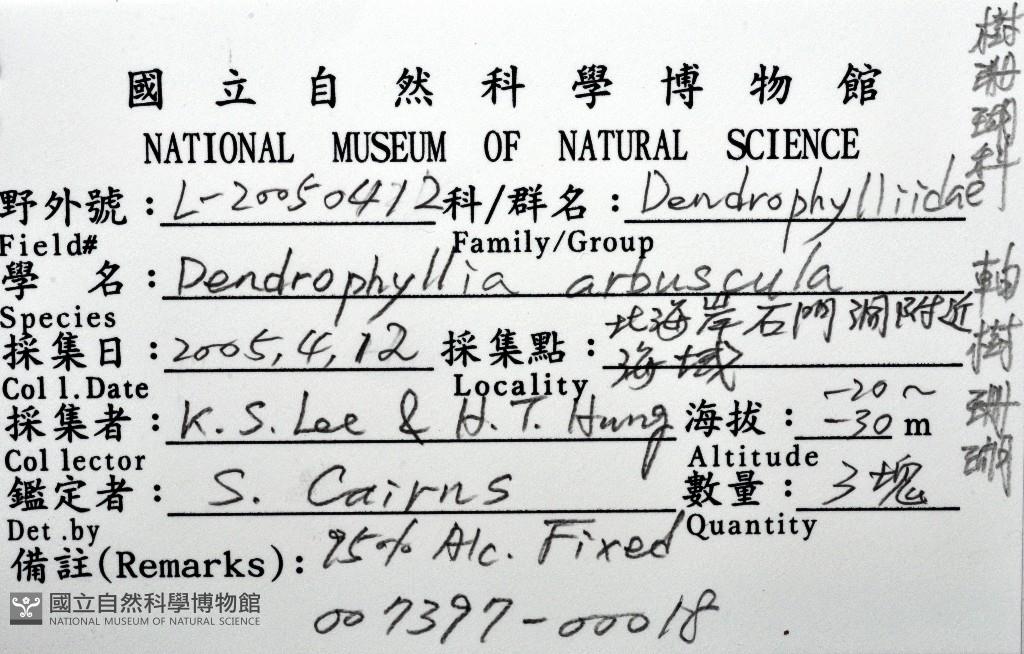 國立自然科學博物館
NATIONAL MUSEUM OF NATURAL SCIENCE
野外號：L-20050412 科/群名：Dendrophylliidae
Field# Family/Group
學 名：Dendrophyllia arbuscula
Species
採集日：2005,4,12 採集點：北海岸石門洞附近
海域
Coll.Date Locality
採集者：K.S.Lee & H.T.Hung 海拔：-20~
-30 m
Collector Altitude
鑑定者：S. Cairns 數量：3塊
Det.by Quantity
備註(Remarks)：95% Alc. Fixed
007397-00018
樹珊瑚科
軸樹珊瑚
國立自然科學博物館
NATIONAL MUSEUM OF NATURAL SCIENCE